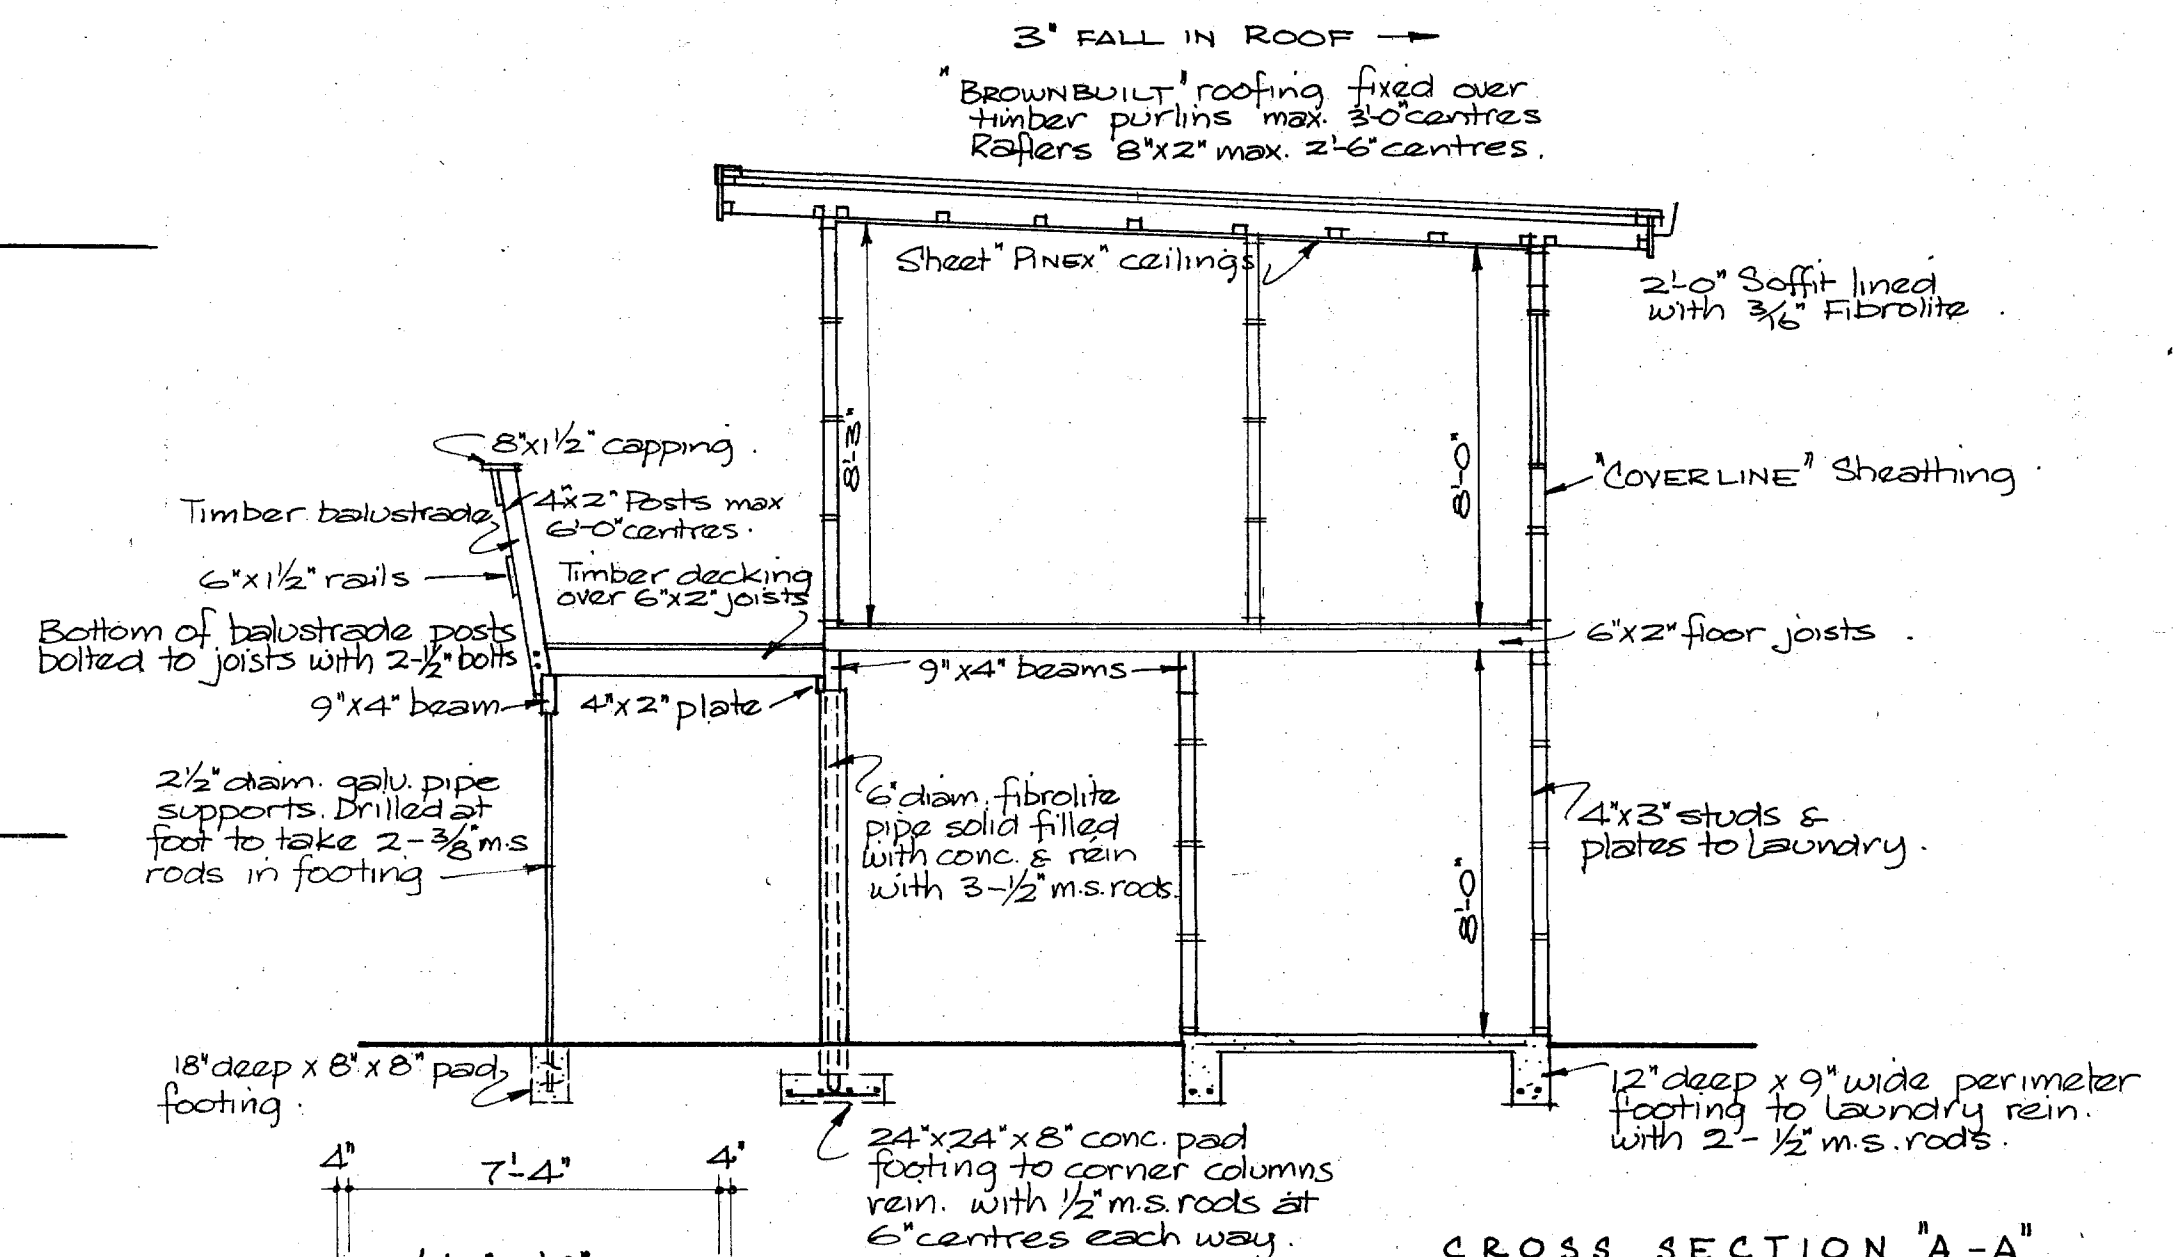 3" FALL IN ROOF
"BROWNBUILT" roofing fixed over
timber purlins max. 3'-0" centres
Rafters 8"x2" max. 2'-6" centres.
Sheet "PINEX" ceilings
2'-0" Soffit lined
with 3/16" Fibrolite
8'-3"
8'-0"
"COVERLINE" Sheathing
8"x1½" capping.
Timber balustrade
4"x2" Posts max
6'-0" centres.
6"x1½" rails
Timber decking
over 6"x2" joists
Bottom of balustrade posts
bolted to joists with 2-½" bolts
6"x2" floor joists
9"x4" beams
9"x4" beam
4"x2" plate
2½" diam. galv. pipe
supports. Drilled at
foot to take 2-3/8" m.s
rods in footing
6" diam. fibrolite
pipe solid filled
with conc. & rein
with 3-½" m.s. rods.
8'-0"
4"x3" studs &
plates to laundry.
18" deep x 8" x 8" pad
footing.
12" deep x 9" wide perimeter
footing to laundry rein.
with 2-½" m.s. rods.
24"x24"x8" conc. pad
footing to corner columns
rein. with ½" m.s. rods at
6" centres each way.
4"
7'-4"
4"
CROSS SECTION "A-A"